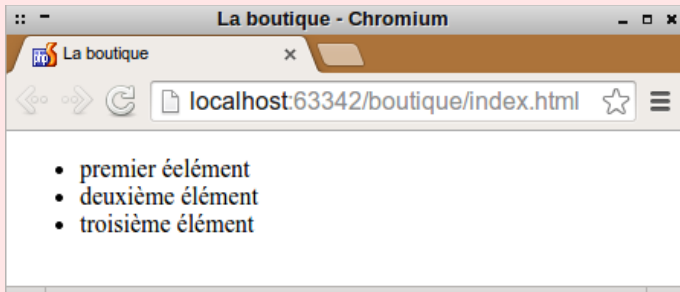 La boutique - Chromium
La boutique
localhost:63342/boutique/index.html
• premier éelément
• deuxième élément
• troisième élément